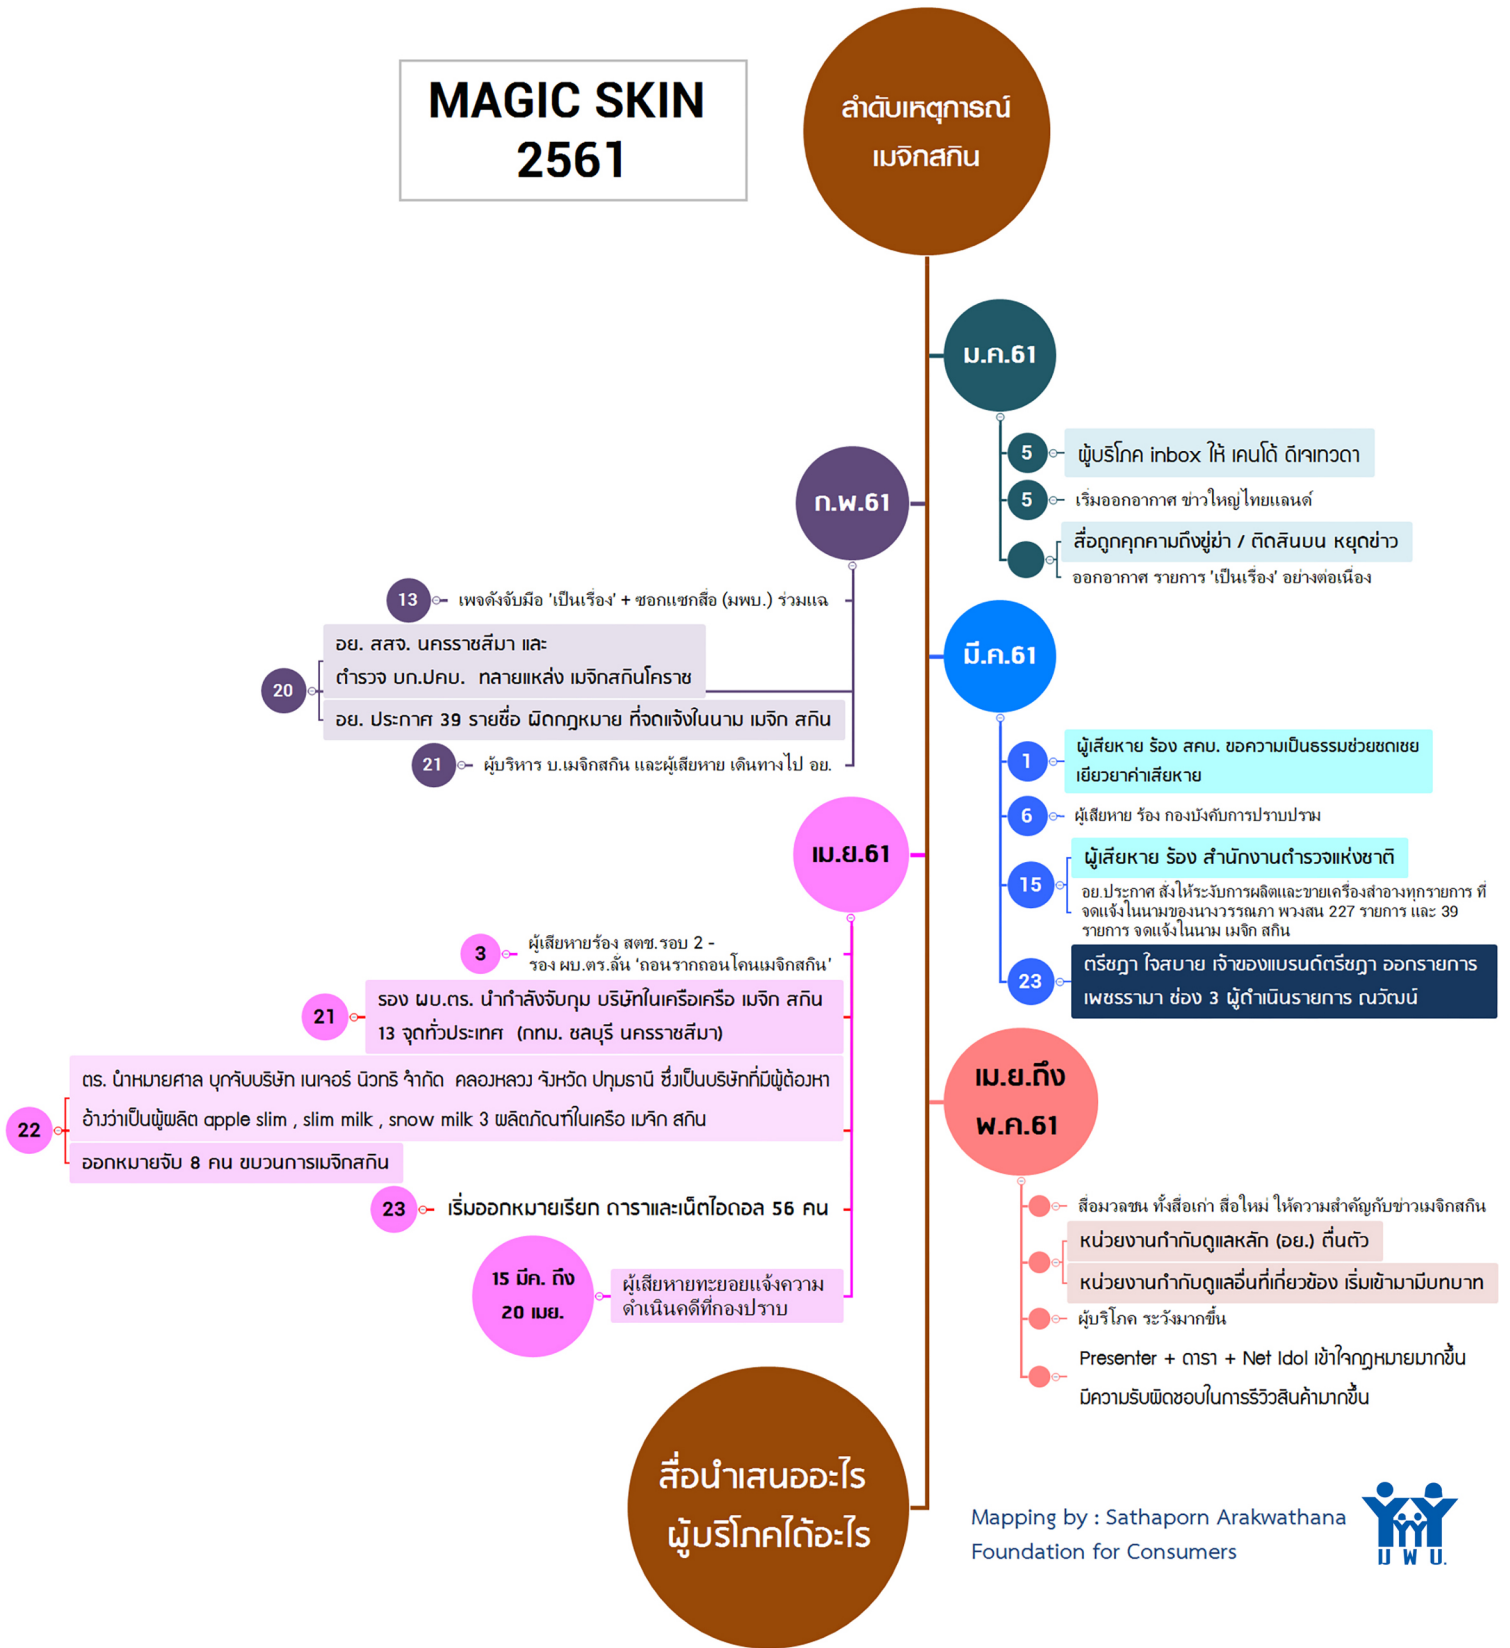 MAGIC SKIN
2561
ลำดับเหตุการณ์
เมจิกสกิน
ม.ค.61
5
ผู้บริโภค inbox ให้ เคนโด้ ดีเจเทวดา
5
เริ่มออกอากาศ ข่าวใหญ่ไทยแลนด์
สื่อถูกคุกคามถึงขู่ฆ่า / ติดสินบน หยุดข่าว
ออกอากาศ รายการ 'เป็นเรื่อง' อย่างต่อเนื่อง
ก.พ.61
13
เพจดังจับมือ 'เป็นเรื่อง' + ซอกแซกสื่อ (มพบ.) ร่วมแฉ
20
อย. สสจ. นครราชสีมา และ
ตำรวจ บก.ปคบ. ทลายแหล่ง เมจิกสกินโคราช
อย. ประกาศ 39 รายชื่อ ผิดกฎหมาย ที่จดแจ้งในนาม เมจิก สกิน
21
ผู้บริหาร บ.เมจิกสกิน และผู้เสียหาย เดินทางไป อย.
มี.ค.61
1
ผู้เสียหาย ร้อง สคบ. ขอความเป็นธรรมช่วยชดเชย
เยียวยาค่าเสียหาย
6
ผู้เสียหาย ร้อง กองบังคับการปราบปราม
15
ผู้เสียหาย ร้อง สำนักงานตำรวจแห่งชาติ
อย.ประกาศ สั่งให้ระงับการผลิตและขายเครื่องสำอางทุกรายการ ที่
จดแจ้งในนามของนางวรรณภา พวงสน 227 รายการ และ 39
รายการ จดแจ้งในนาม เมจิก สกิน
23
ตรีชฎา ใจสบาย เจ้าของแบรนด์ตรีชฎา ออกรายการ
เพชรรามา ช่อง 3 ผู้ดำเนินรายการ ณวัฒน์
เม.ย.61
3
ผู้เสียหายร้อง สตช.รอบ 2 -
รอง ผบ.ตร.ลั่น 'ถอนรากถอนโคนเมจิกสกิน'
21
รอง ผบ.ตร. นำกำลังจับกุม บริษัทในเครือเครือ เมจิก สกิน
13 จุดทั่วประเทศ (กทม. ชลบุรี นครราชสีมา)
22
ตร. นำหมายศาล บุกจับบริษัท เนเจอร์ นิวทริ จำกัด คลองหลวง จังหวัด ปทุมธานี ซึ่งเป็นบริษัทที่มีผู้ต้องหา
อ้างว่าเป็นผู้ผลิต apple slim , slim milk , snow milk 3 ผลิตภัณฑ์ในเครือ เมจิก สกิน
ออกหมายจับ 8 คน ขบวนการเมจิกสกิน
23
เริ่มออกหมายเรียก ดาราและเน็ตไอดอล 56 คน
15 มีค. ถึง
20 เมย.
ผู้เสียหายทะยอยแจ้งความ
ดำเนินคดีที่กองปราบ
เม.ย.ถึง
พ.ค.61
สื่อมวลชน ทั้งสื่อเก่า สื่อใหม่ ให้ความสำคัญกับข่าวเมจิกสกิน
หน่วยงานกำกับดูแลหลัก (อย.) ตื่นตัว
หน่วยงานกำกับดูแลอื่นที่เกี่ยวข้อง เริ่มเข้ามามีบทบาท
ผู้บริโภค ระวังมากขึ้น
Presenter + ดารา + Net Idol เข้าใจกฎหมายมากขึ้น
มีความรับผิดชอบในการรีวิวสินค้ามากขึ้น
สื่อนำเสนออะไร
ผู้บริโภคได้อะไร
Mapping by : Sathaporn Arakwathana
Foundation for Consumers
ม พ บ.